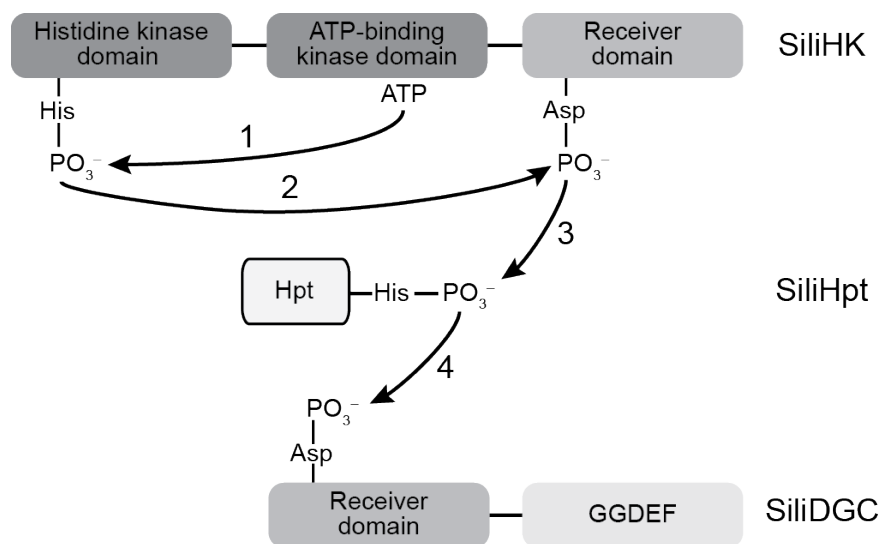 Histidine kinase domain
ATP-binding kinase domain
Receiver domain
SiliHK
His
ATP
Asp
1
PO₃⁻
PO₃⁻
2
3
Hpt
His
PO₃⁻
SiliHpt
4
PO₃⁻
Asp
Receiver domain
GGDEF
SiliDGC